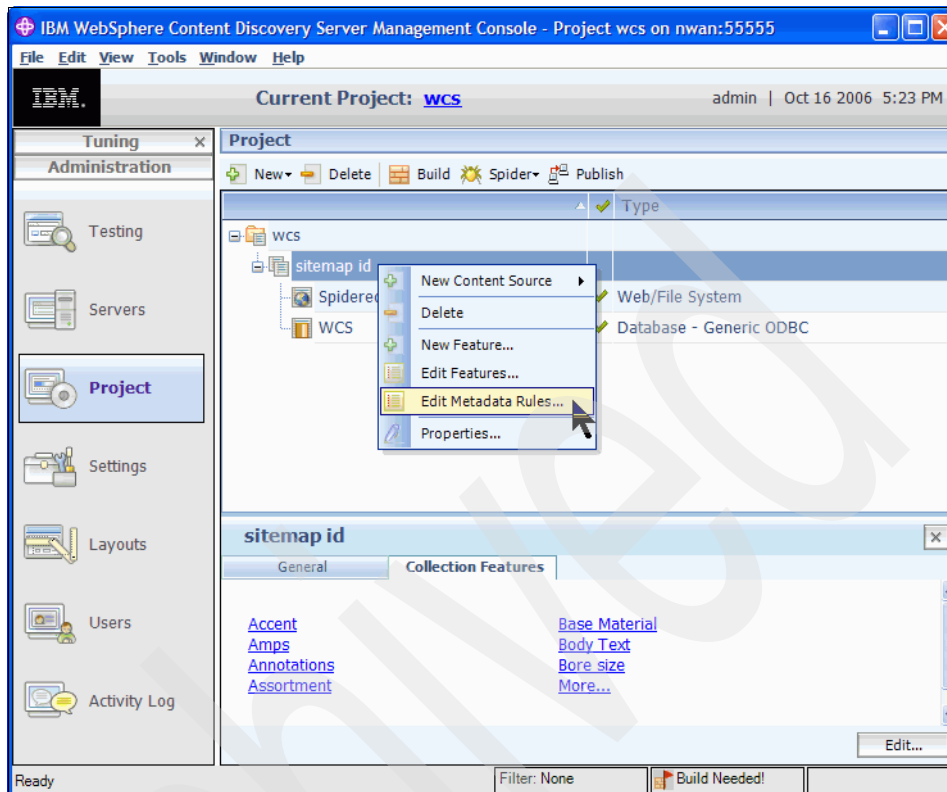 IBM WebSphere Content Discovery Server Management Console - Project wcs on nwan:55555
File Edit View Tools Window Help
IBM. Current Project: wcs admin | Oct 16 2006 5:23 PM
Tuning
Administration
Testing
Servers
Project
Settings
Layouts
Users
Activity Log
Project
New Delete Build Spider Publish
Type
wcs
sitemap id
Spidered Web/File System
WCS Database - Generic ODBC
New Content Source
Delete
New Feature...
Edit Features...
Edit Metadata Rules...
Properties...
sitemap id
General Collection Features
Accent Base Material
Amps Body Text
Annotations Bore size
Assortment More...
Edit...
Ready Filter: None Build Needed!
Archived